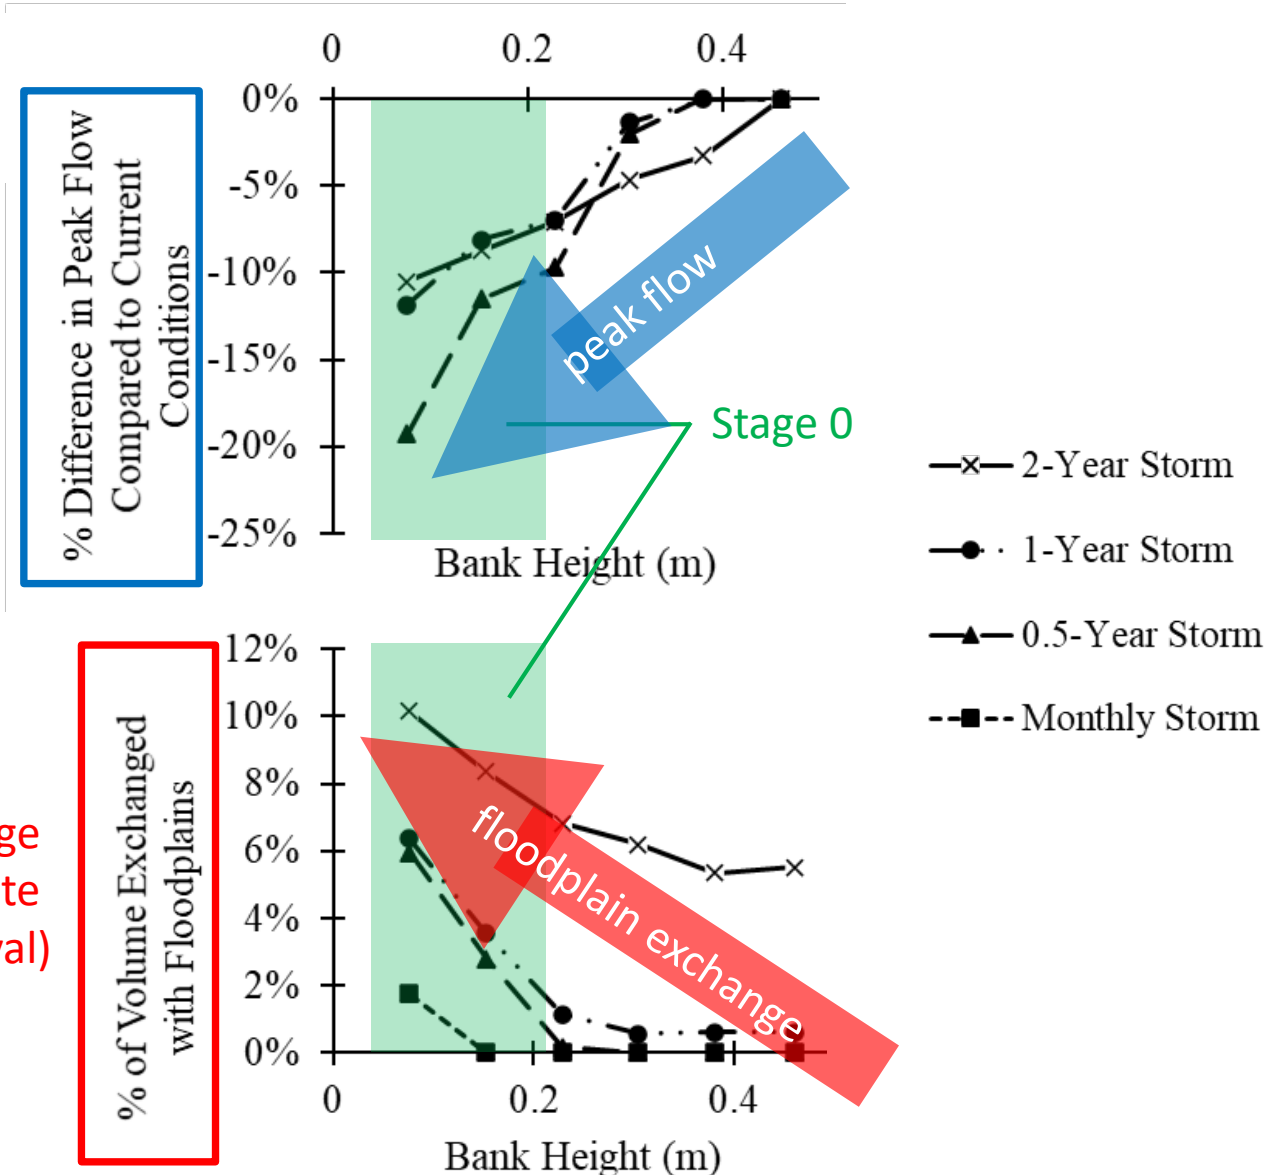 0 0.2 0.4
% Difference in Peak Flow
Compared to Current
Conditions
0%
-5%
-10%
-15%
-20%
-25%
peak flow
Stage 0
Bank Height (m)
2-Year Storm
1-Year Storm
0.5-Year Storm
Monthly Storm
% of Volume Exchanged
with Floodplains
12%
10%
8%
6%
4%
2%
0%
floodplain exchange
0 0.2 0.4
Bank Height (m)